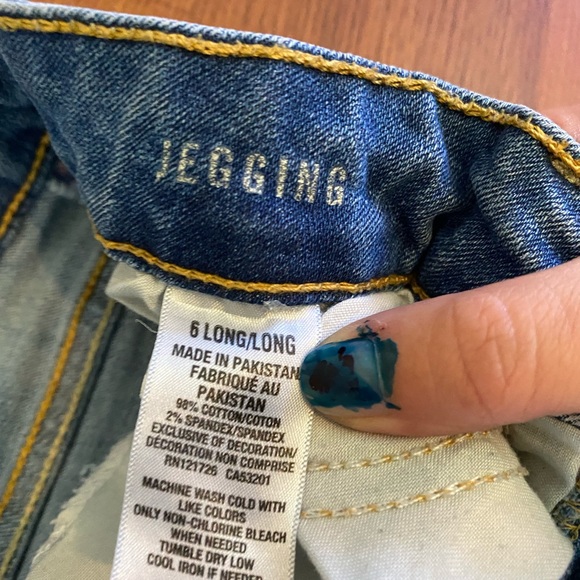 JEGGING
6 LONG/LONG
MADE IN PAKISTAN
FABRIQUÉ AU
PAKISTAN
98% COTTON/COTON
2% SPANDEX/SPANDEX
EXCLUSIVE OF DECORATION/
DÉCORATION NON COMPRISE
RN121726 CA53201
MACHINE WASH COLD WITH
LIKE COLORS
ONLY NON-CHLORINE BLEACH
WHEN NEEDED
TUMBLE DRY LOW
COOL IRON IF NEEDED